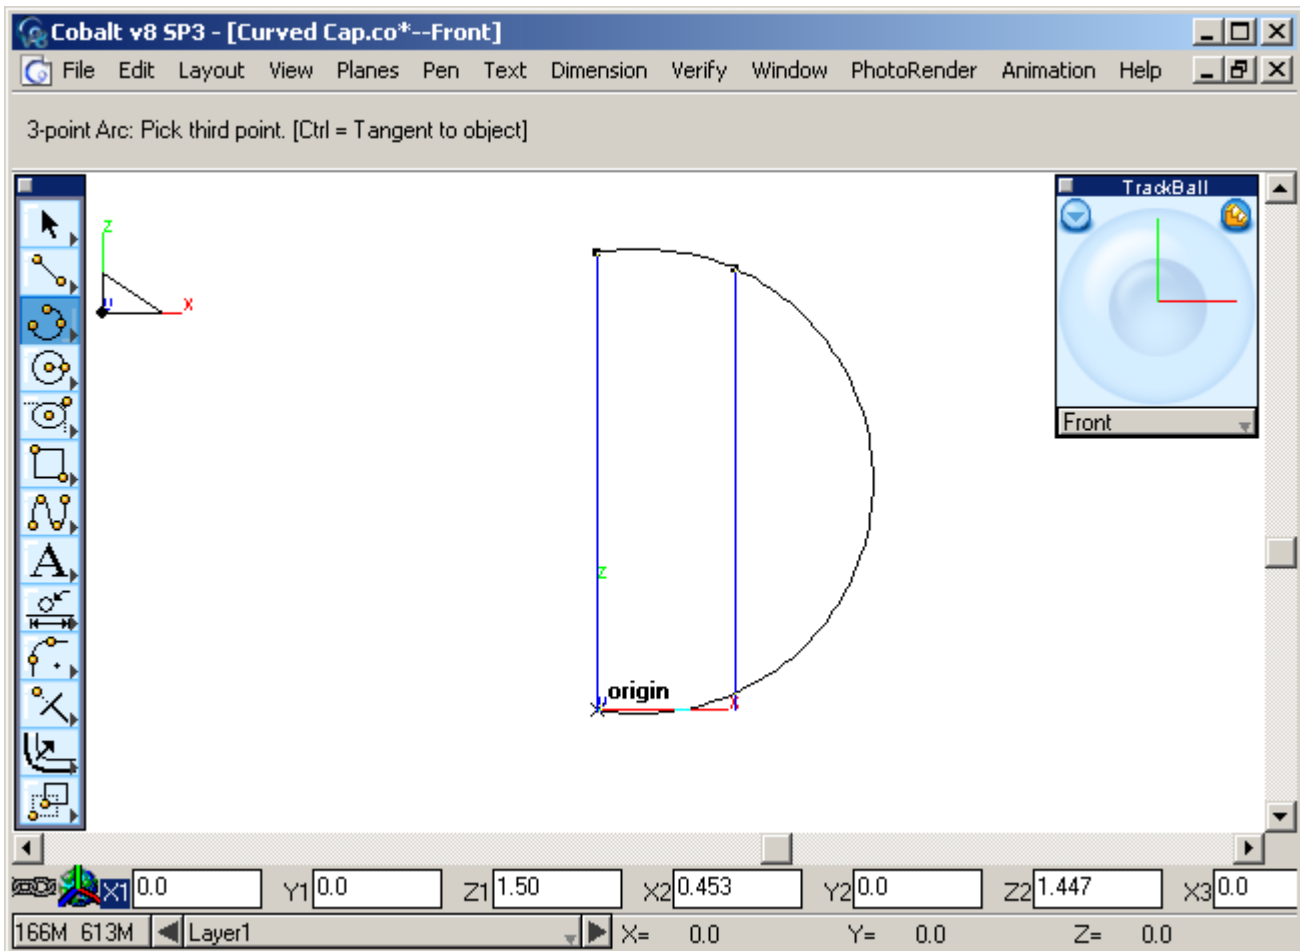 Cobalt v8 SP3 - [Curved Cap.co*--Front]
File Edit Layout View Planes Pen Text Dimension Verify Window PhotoRender Animation Help
3-point Arc: Pick third point. [Ctrl = Tangent to object]
TrackBall
z
x
Front
A
z
origin
x
X1 0.0 Y1 0.0 Z1 1.50 X2 0.453 Y2 0.0 Z2 1.447 X3 0.0
166M 613M Layer1 X= 0.0 Y= 0.0 Z= 0.0